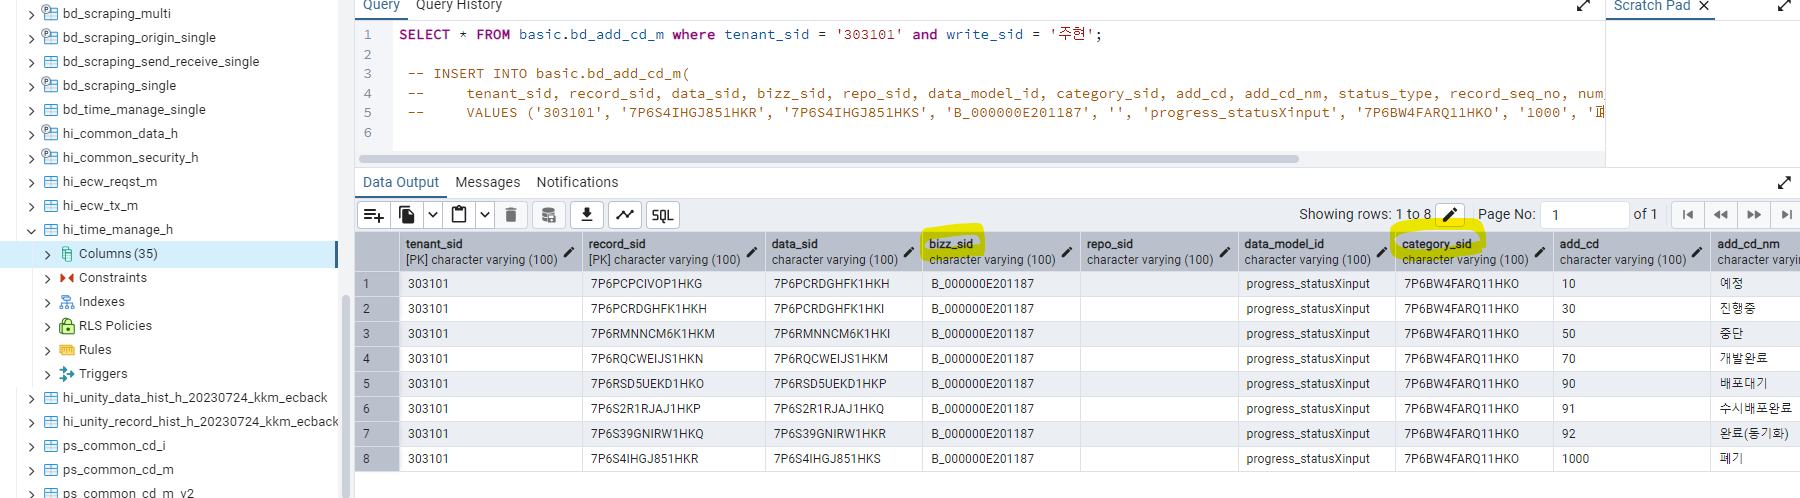 bd_scraping_multi
bd_scraping_origin_single
bd_scraping_send_receive_single
bd_scraping_single
bd_time_manage_single
hi_common_data_h
hi_common_security_h
hi_ecw_reqst_m
hi_ecw_tx_m
hi_time_manage_h
Columns (35)
Constraints
Indexes
RLS Policies
Rules
Triggers
hi_unity_data_hist_h_20230724_kkm_ecback
hi_unity_record_hist_h_20230724_kkm_ecback
ps_common_cd_i
ps_common_cd_m
ps_common_cd_m_v2
Query Query History
Scratch Pad
1 SELECT * FROM basic.bd_add_cd_m where tenant_sid = '303101' and write_sid = '주현';
2
3 -- INSERT INTO basic.bd_add_cd_m(
4 -- tenant_sid, record_sid, data_sid, bizz_sid, repo_sid, data_model_id, category_sid, add_cd, add_cd_nm, status_type, record_seq_no, num
5 -- VALUES ('303101', '7P6S4IHGJ851HKR', '7P6S4IHGJ851HKS', 'B_000000E201187', '', 'progress_statusXinput', '7P6BW4FARQ11HKO', '1000', '폐
6
Data Output Messages Notifications
SQL Showing rows: 1 to 8 Page No: 1 of 1
tenant_sid record_sid data_sid bizz_sid repo_sid data_model_id category_sid add_cd add_cd_nm
[PK] character varying (100) [PK] character varying (100) character varying (100) character varying (100) character varying (100) character varying (100) character varying (100) character varying (100) character varyin
1 303101 7P6PCPCIVOP1HKG 7P6PCRDGHFK1HKH B_000000E201187 progress_statusXinput 7P6BW4FARQ11HKO 10 예정
2 303101 7P6PCRDGHFK1HKH 7P6PCRDGHFK1HKI B_000000E201187 progress_statusXinput 7P6BW4FARQ11HKO 30 진행중
3 303101 7P6RMNNCM6K1HKM 7P6RMNNCM6K1HKI B_000000E201187 progress_statusXinput 7P6BW4FARQ11HKO 50 중단
4 303101 7P6RQCWEIJS1HKN 7P6RQCWEIJS1HKM B_000000E201187 progress_statusXinput 7P6BW4FARQ11HKO 70 개발완료
5 303101 7P6RSD5UEKD1HKO 7P6RSD5UEKD1HKP B_000000E201187 progress_statusXinput 7P6BW4FARQ11HKO 90 배포대기
6 303101 7P6S2R1RJAJ1HKP 7P6S2R1RJAJ1HKQ B_000000E201187 progress_statusXinput 7P6BW4FARQ11HKO 91 수시배포완료
7 303101 7P6S39GNIRW1HKQ 7P6S39GNIRW1HKR B_000000E201187 progress_statusXinput 7P6BW4FARQ11HKO 92 완료(동기화)
8 303101 7P6S4IHGJ851HKR 7P6S4IHGJ851HKS B_000000E201187 progress_statusXinput 7P6BW4FARQ11HKO 1000 폐기